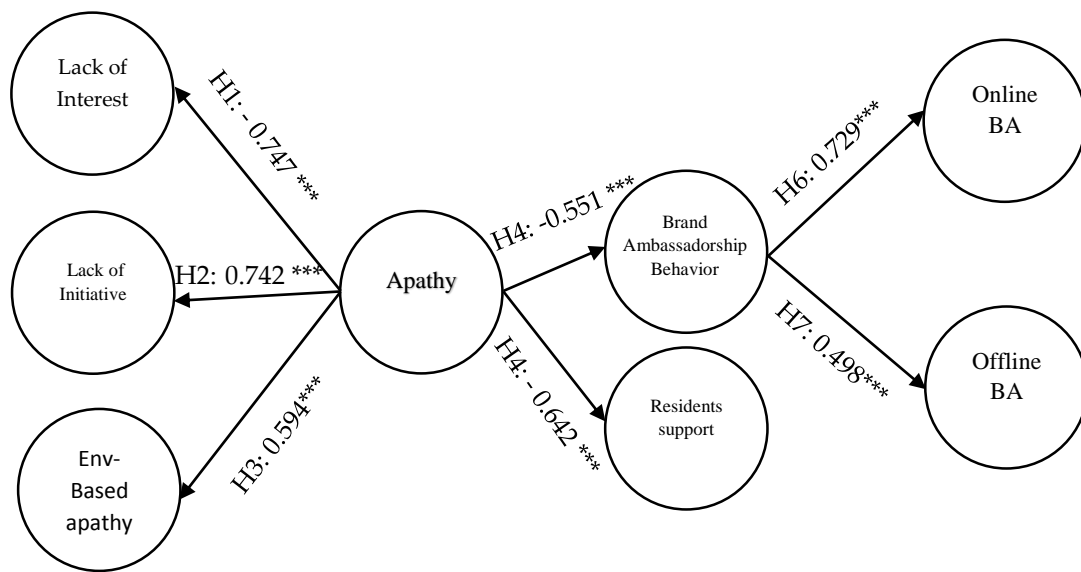 Lack of
Interest
H1: - 0.747 ***
Lack of
Initiative
H2: 0.742 ***
Env-
Based
apathy
H3: 0.594***
Apathy
H4: -0.551 ***
Brand
Ambassadorship
Behavior
H4: - 0.642 ***
Residents
support
H6: 0.729***
Online
BA
H7: 0.498***
Offline
BA